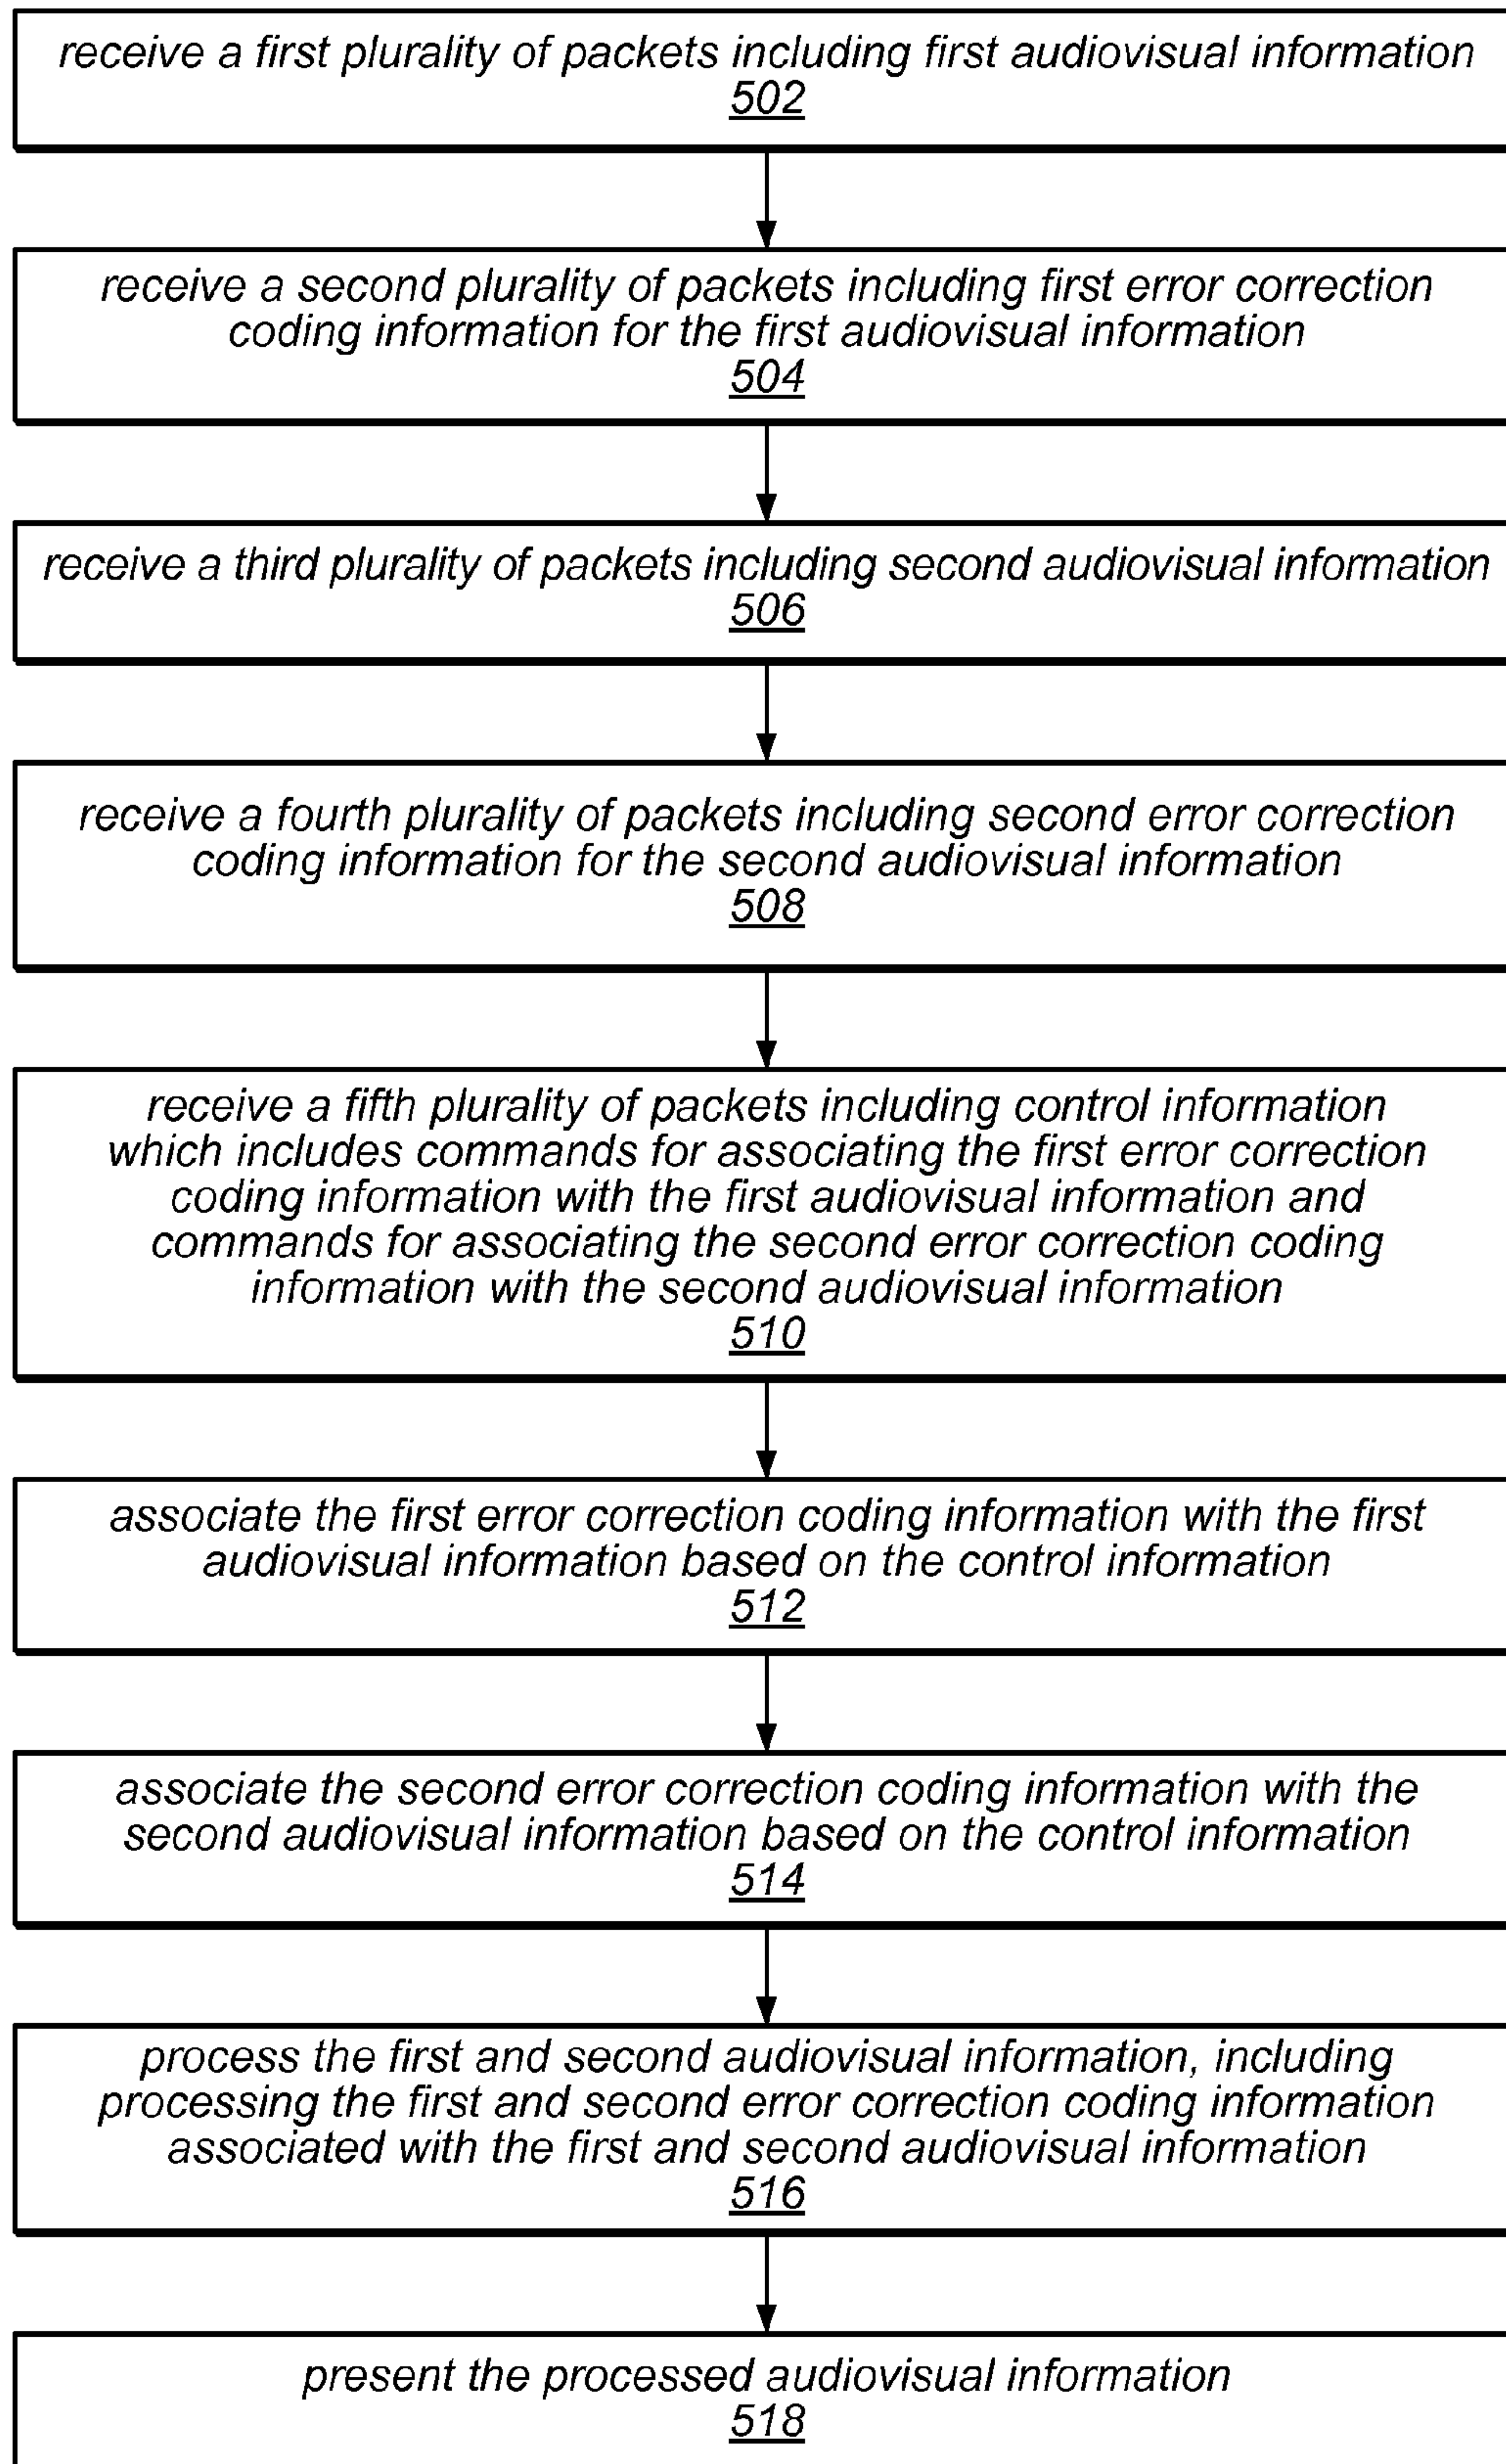 receive a first plurality of packets including first audiovisual information
502
receive a second plurality of packets including first error correction
coding information for the first audiovisual information
504
receive a third plurality of packets including second audiovisual information
506
receive a fourth plurality of packets including second error correction
coding information for the second audiovisual information
508
receive a fifth plurality of packets including control information
which includes commands for associating the first error correction
coding information with the first audiovisual information and
commands for associating the second error correction coding
information with the second audiovisual information
510
associate the first error correction coding information with the first
audiovisual information based on the control information
512
associate the second error correction coding information with the
second audiovisual information based on the control information
514
process the first and second audiovisual information, including
processing the first and second error correction coding information
associated with the first and second audiovisual information
516
present the processed audiovisual information
518